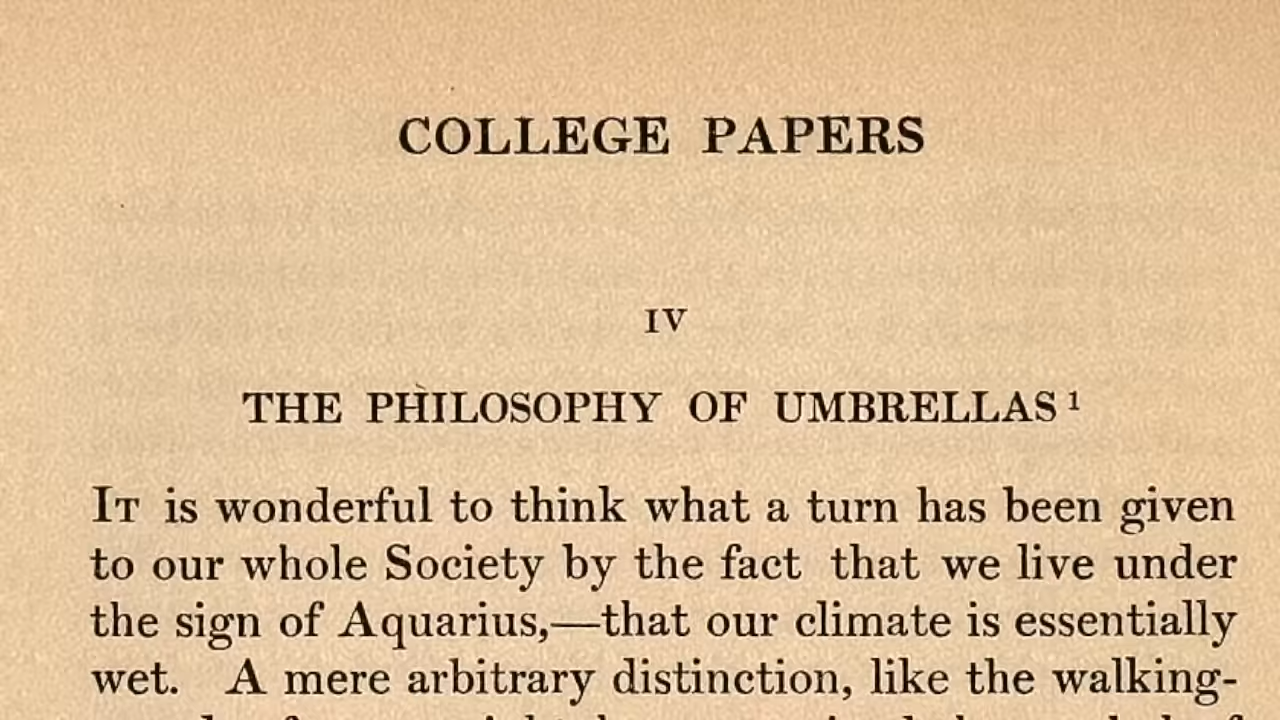 COLLEGE PAPERS
IV
THE PHILOSOPHY OF UMBRELLAS¹
IT is wonderful to think what a turn has been given
to our whole Society by the fact that we live under
the sign of Aquarius,—that our climate is essentially
wet. A mere arbitrary distinction, like the walking-